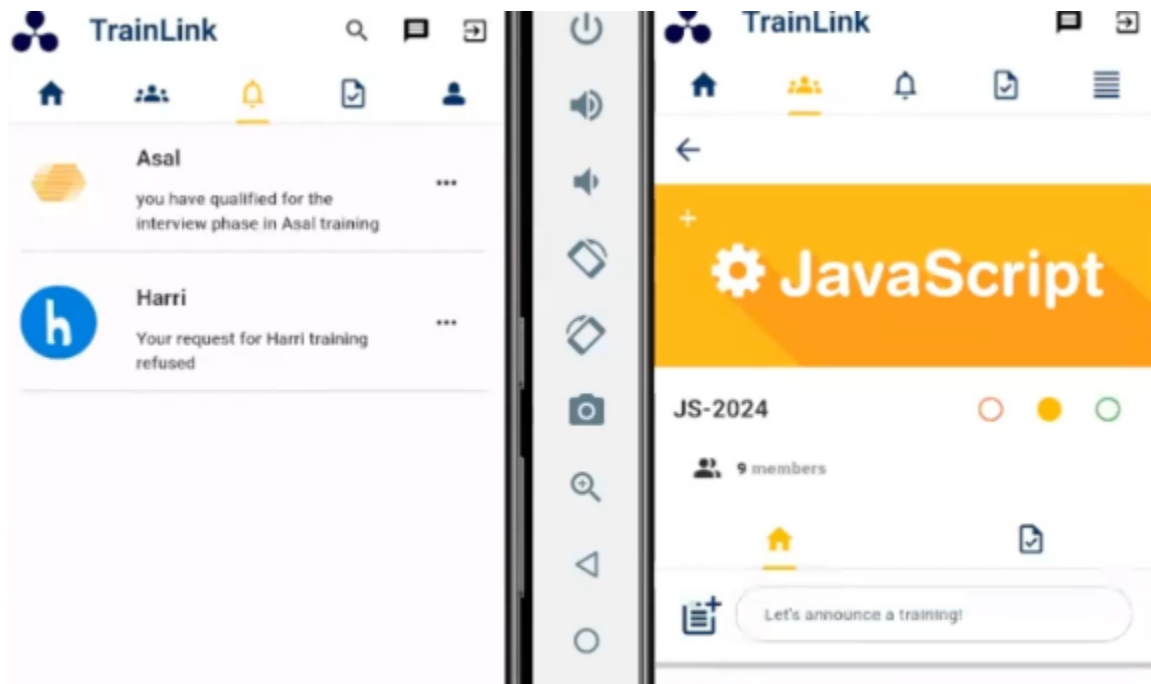 TrainLink
Asal
you have qualified for the
interview phase in Asal training
Harri
Your request for Harri training
refused
TrainLink
JavaScript
JS-2024
9 members
Let's announce a training!